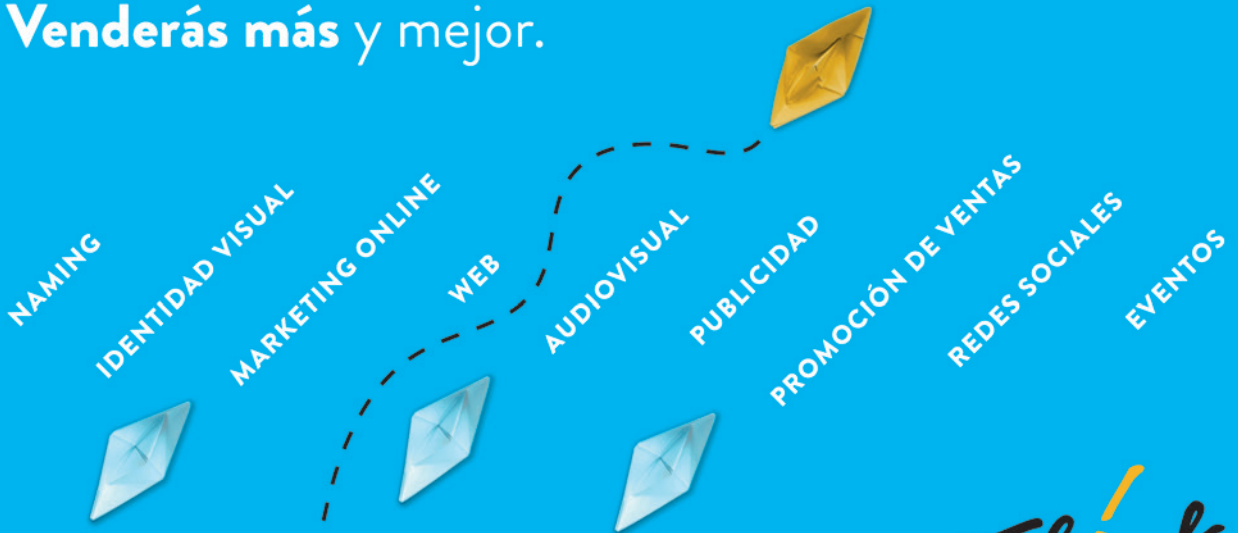 Venderás más y mejor.
NAMING
IDENTIDAD VISUAL
MARKETING ONLINE
WEB
AUDIOVISUAL
PUBLICIDAD
PROMOCIÓN DE VENTAS
REDES SOCIALES
EVENTOS